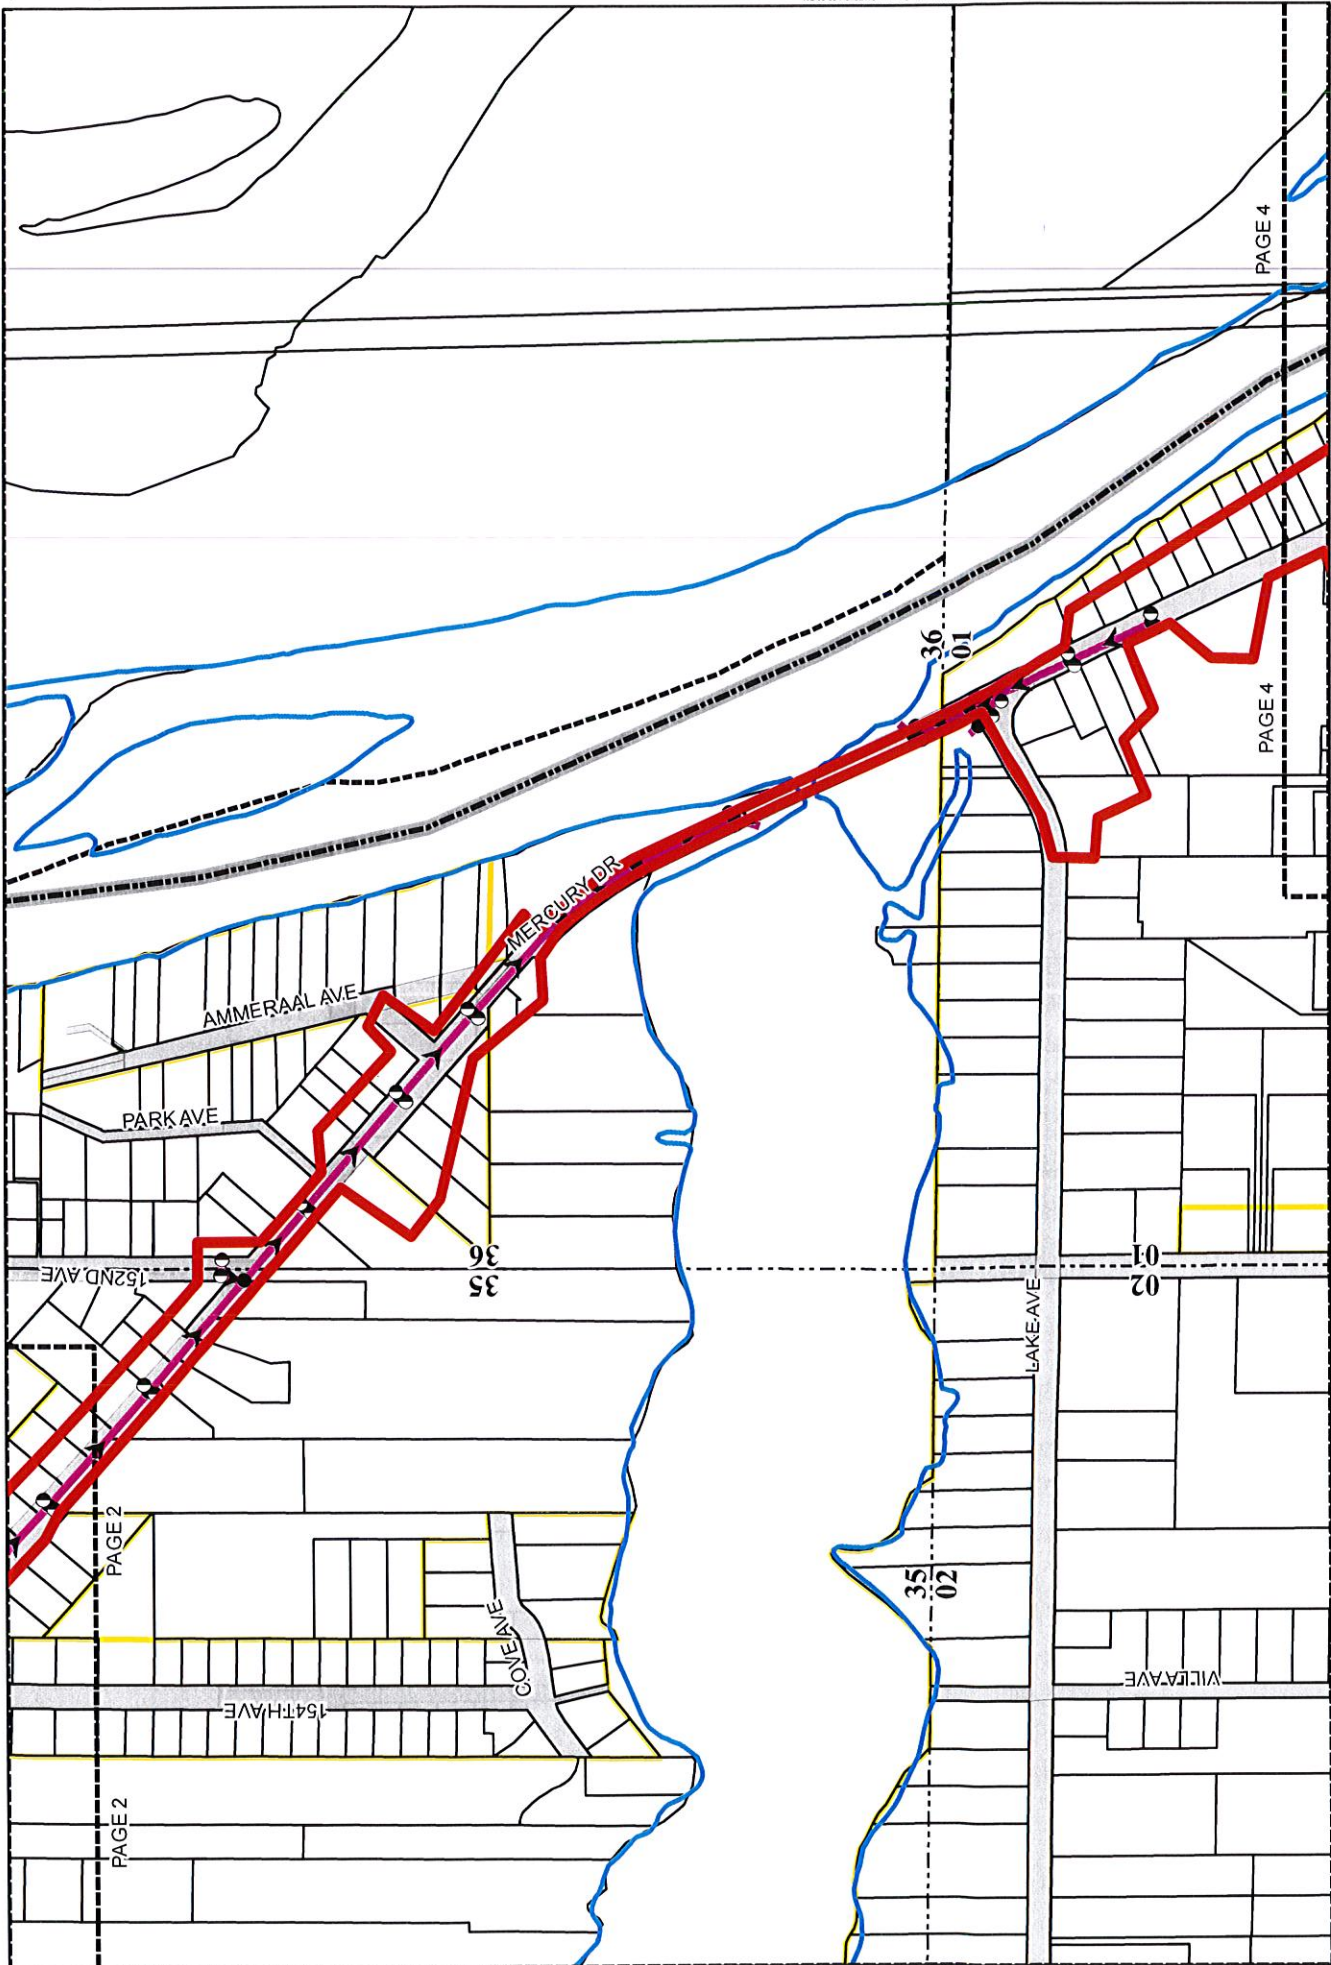 PAGE 4
36
01
PAGE 4
MERCURY DR
AMMERAAL AVE
PARK AVE
152ND AVE
36
35
01
02
LAKE AVE
PAGE 2
35
02
COVE AVE
154TH AVE
VILLA AVE
PAGE 2